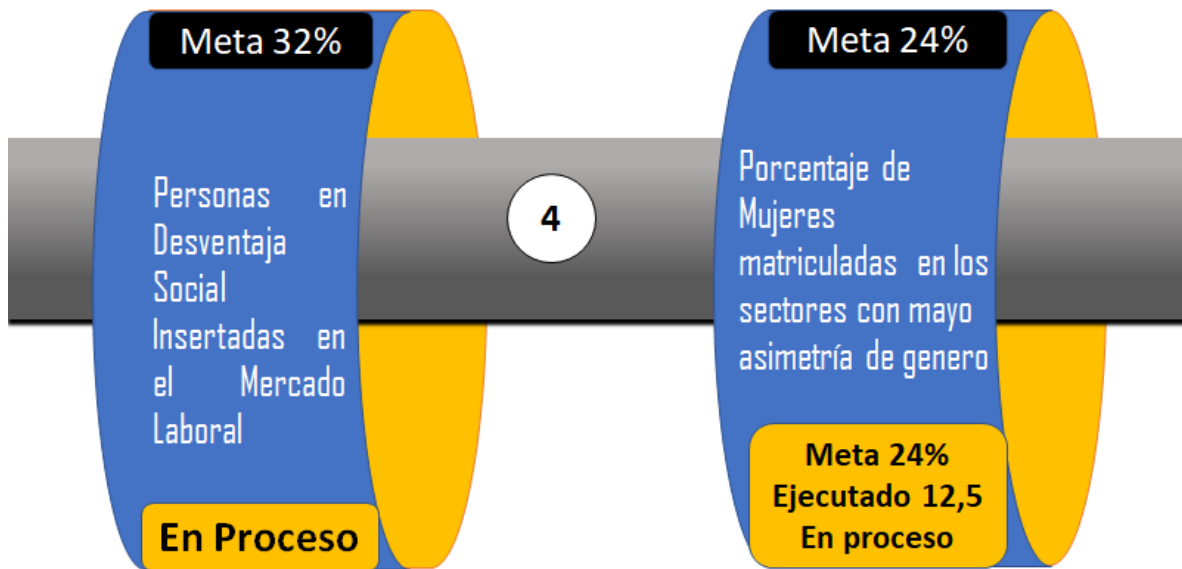 Meta 32%
Personas en
Desventaja
Social
Insertadas en
el Mercado
Laboral
En Proceso
4
Meta 24%
Porcentaje de
Mujeres
matriculadas en los
sectores con mayo
asimetría de genero
Meta 24%
Ejecutado 12,5
En proceso